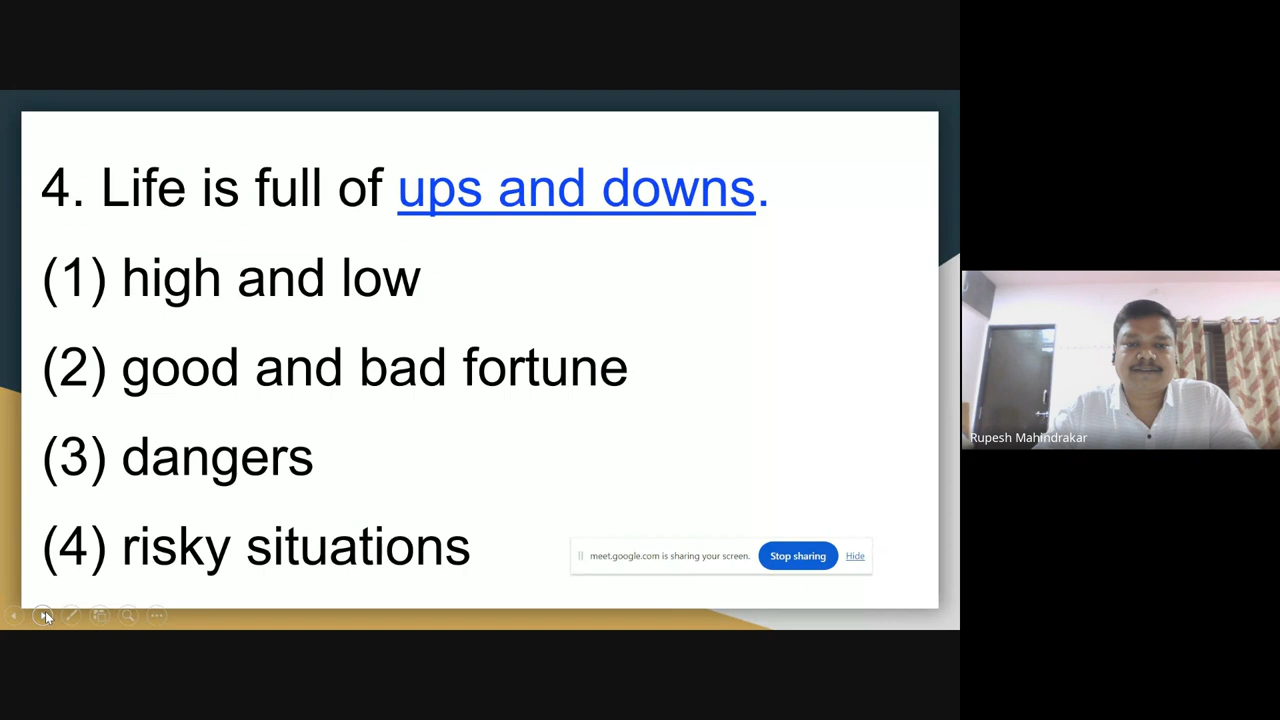 4. Life is full of ups and downs.
(1) high and low
(2) good and bad fortune
(3) dangers
(4) risky situations
meet.google.com is sharing your screen. Stop sharing Hide
Rupesh Mahindrakar